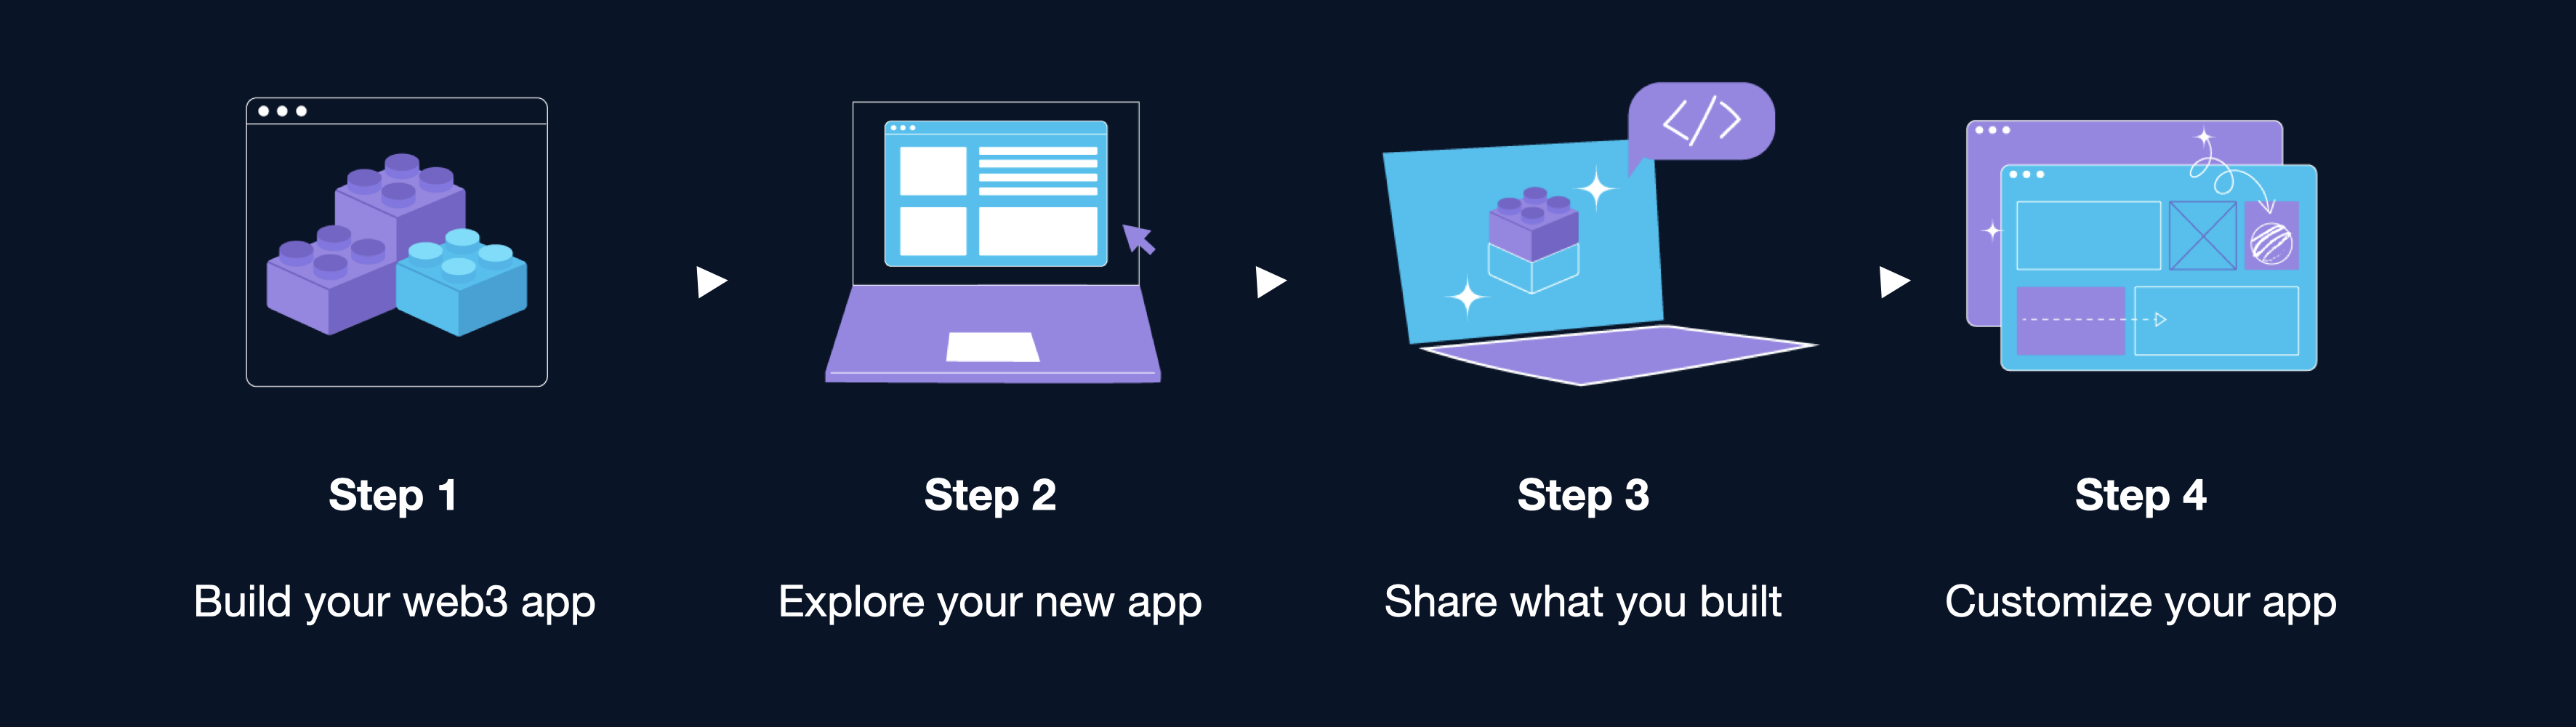 </>
Step 1
Build your web3 app
Step 2
Explore your new app
Step 3
Share what you built
Step 4
Customize your app